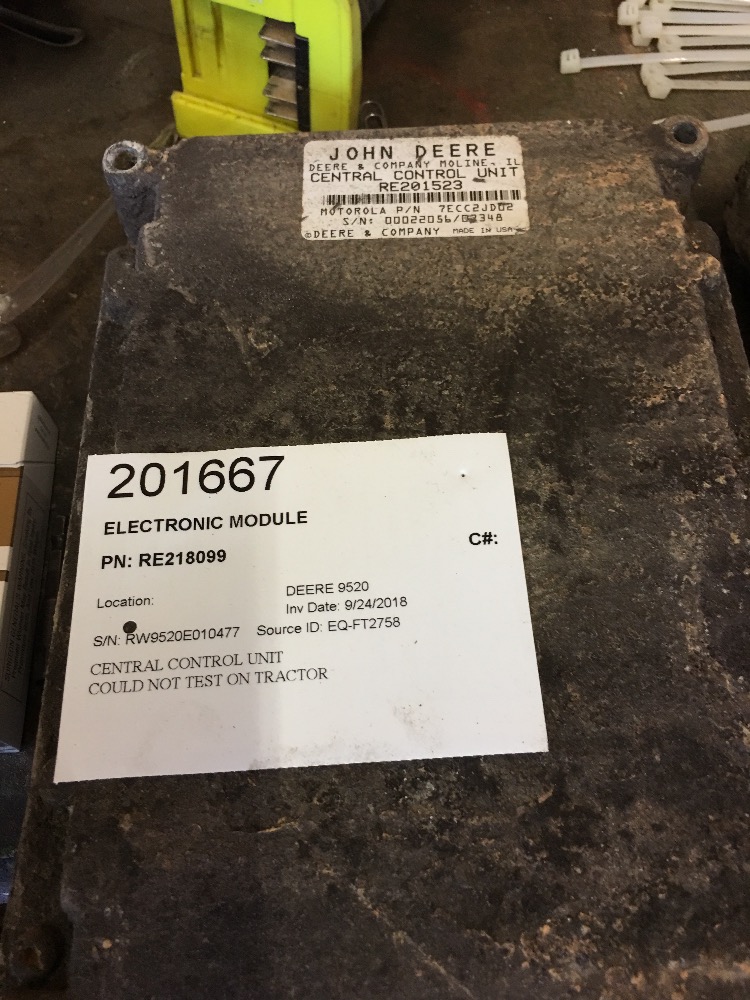 JOHN DEERE
DEERE & COMPANY MOLINE, IL
CENTRAL CONTROL UNIT
RE201523
MOTOROLA P/N 7ECC2JD02
S/N: 00022056/02348
©DEERE & COMPANY MADE IN USA
201667
ELECTRONIC MODULE
PN: RE218099
C#:
Location:
DEERE 9520
Inv Date: 9/24/2018
S/N: RW9520E010477 Source ID: EQ-FT2758
CENTRAL CONTROL UNIT
COULD NOT TEST ON TRACTOR